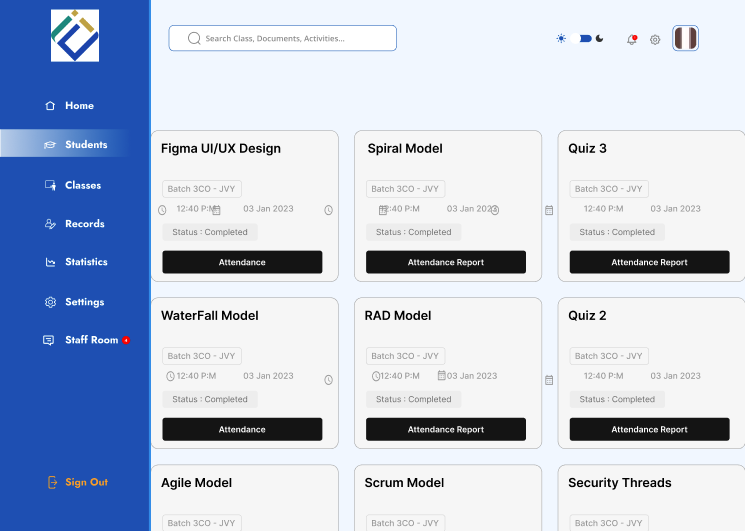 Search Class, Documents, Activities...
Home
Students
Classes
Records
Statistics
Settings
Staff Room
Sign Out
Figma UI/UX Design
Batch 3CO - JVY
12:40 P:M 03 Jan 2023
Status : Completed
Attendance
Spiral Model
Batch 3CO - JVY
12:40 P:M 03 Jan 2023
Status : Completed
Attendance Report
Quiz 3
Batch 3CO - JVY
12:40 P:M 03 Jan 2023
Status : Completed
Attendance Report
WaterFall Model
Batch 3CO - JVY
12:40 P:M 03 Jan 2023
Status : Completed
Attendance
RAD Model
Batch 3CO - JVY
12:40 P:M 03 Jan 2023
Status : Completed
Attendance Report
Quiz 2
Batch 3CO - JVY
12:40 P:M 03 Jan 2023
Status : Completed
Attendance Report
Agile Model
Batch 3CO - JVY
Scrum Model
Batch 3CO - JVY
Security Threads
Batch 3CO - JVY